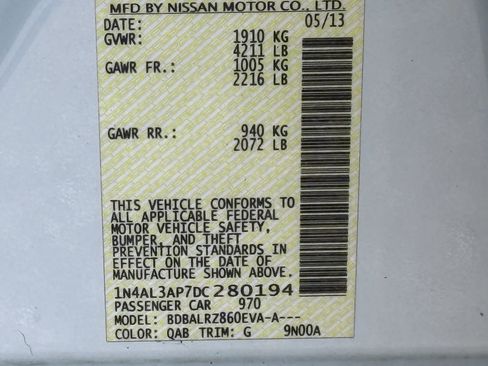 MFD BY NISSAN MOTOR CO., LTD.
DATE: 05/13
GVWR: 1910 KG
4211 LB
GAWR FR.: 1005 KG
2216 LB
GAWR RR.: 940 KG
2072 LB
THIS VEHICLE CONFORMS TO
ALL APPLICABLE FEDERAL
MOTOR VEHICLE SAFETY,
BUMPER, AND THEFT
PREVENTION STANDARDS IN
EFFECT ON THE DATE OF
MANUFACTURE SHOWN ABOVE.
1N4AL3AP7DC280194
PASSENGER CAR 970
MODEL: BDBALRZ860EVA-A---
COLOR: QAB TRIM: G 9N00A